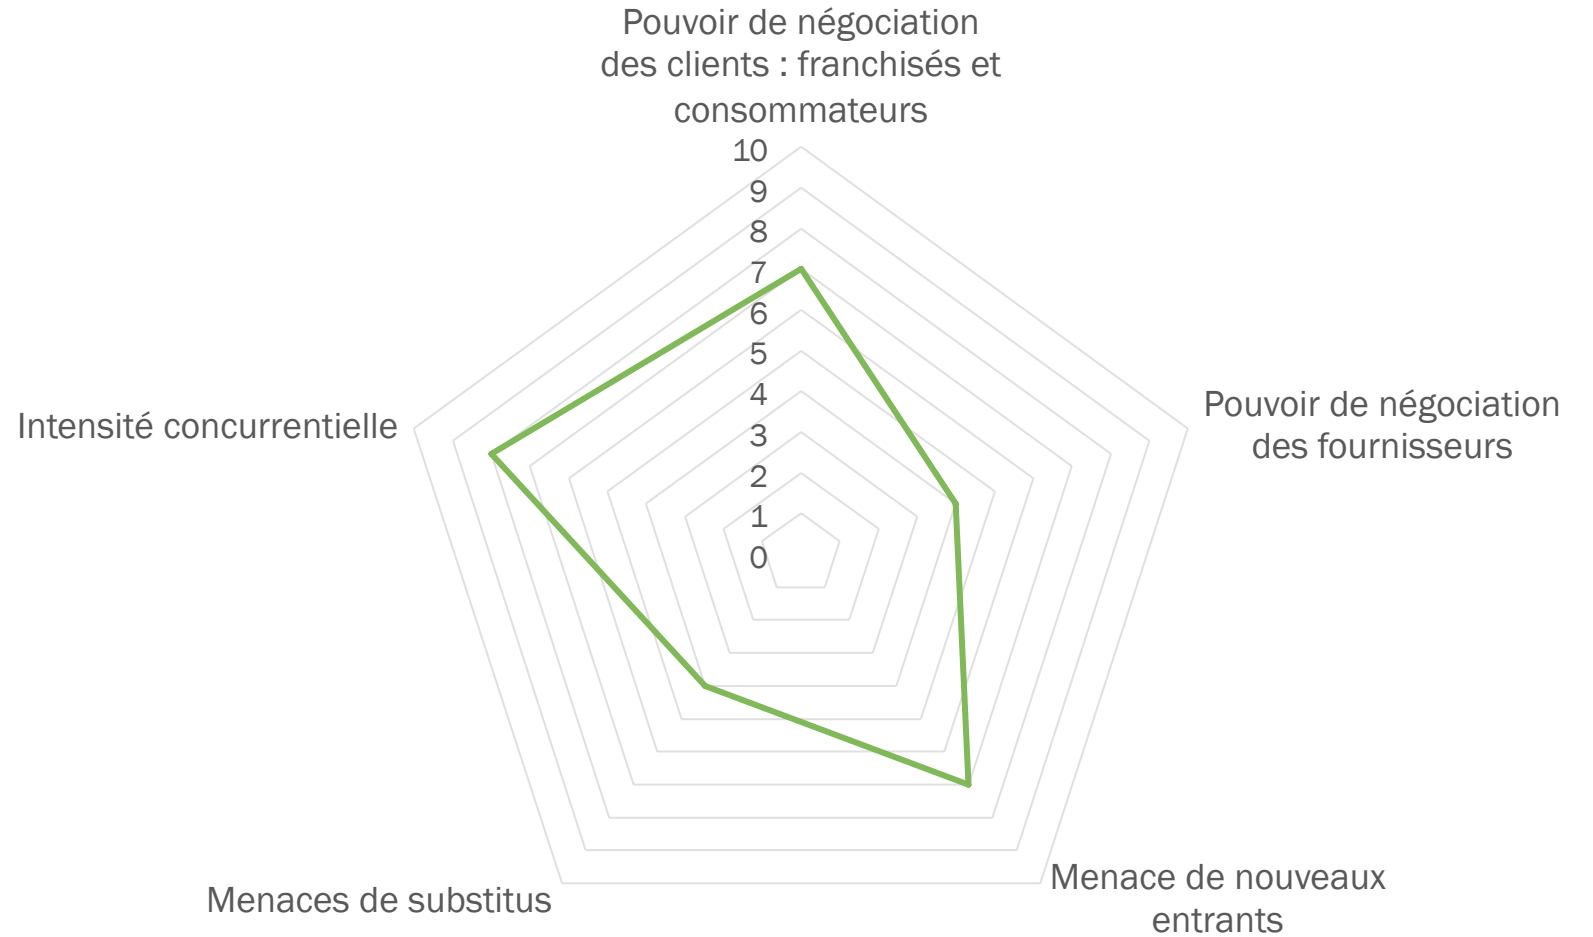 Pouvoir de négociation
des clients : franchisés et
consommateurs
10
9
8
7
6
5
4
3
2
1
0
Pouvoir de négociation
des fournisseurs
Menace de nouveaux
entrants
Menaces de substitus
Intensité concurrentielle